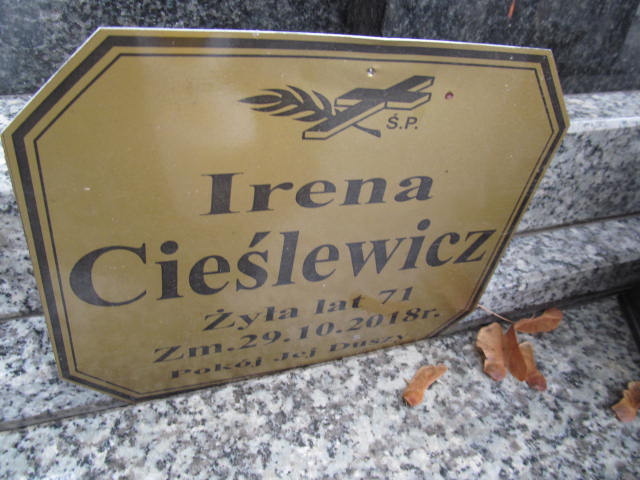 Ś.P.
Irena
Cieślewicz
Żyła lat 71
Zm.29.10.2018r.
Pokój Jej Duszy